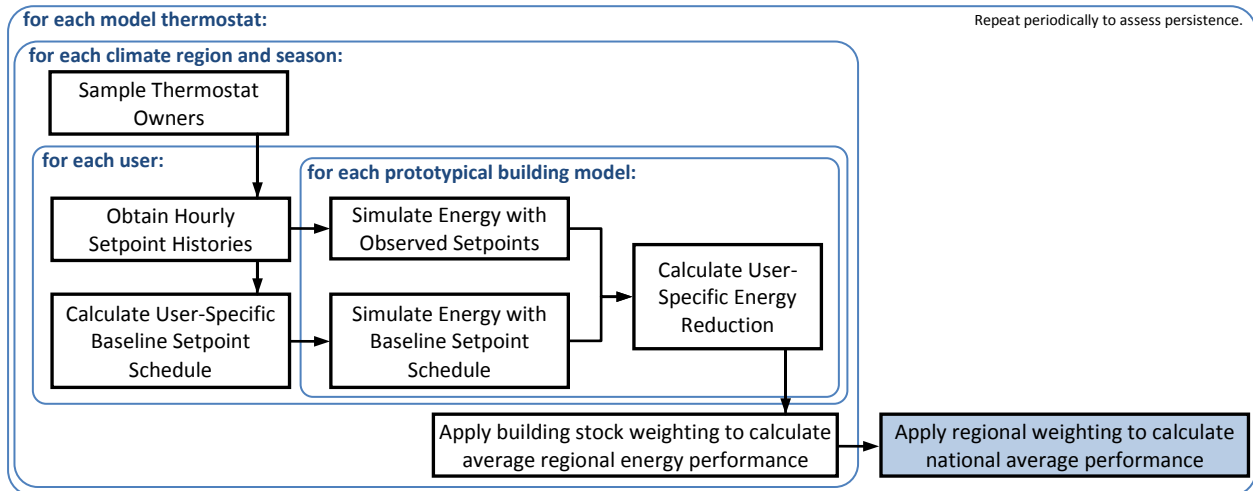 for each model thermostat:
Repeat periodically to assess persistence.
for each climate region and season:
Sample Thermostat
Owners
for each user:
for each prototypical building model:
Obtain Hourly
Setpoint Histories
Simulate Energy with
Observed Setpoints
Calculate User-
Specific Energy
Reduction
Calculate User-Specific
Baseline Setpoint
Schedule
Simulate Energy with
Baseline Setpoint
Schedule
Apply building stock weighting to calculate
average regional energy performance
Apply regional weighting to calculate
national average performance